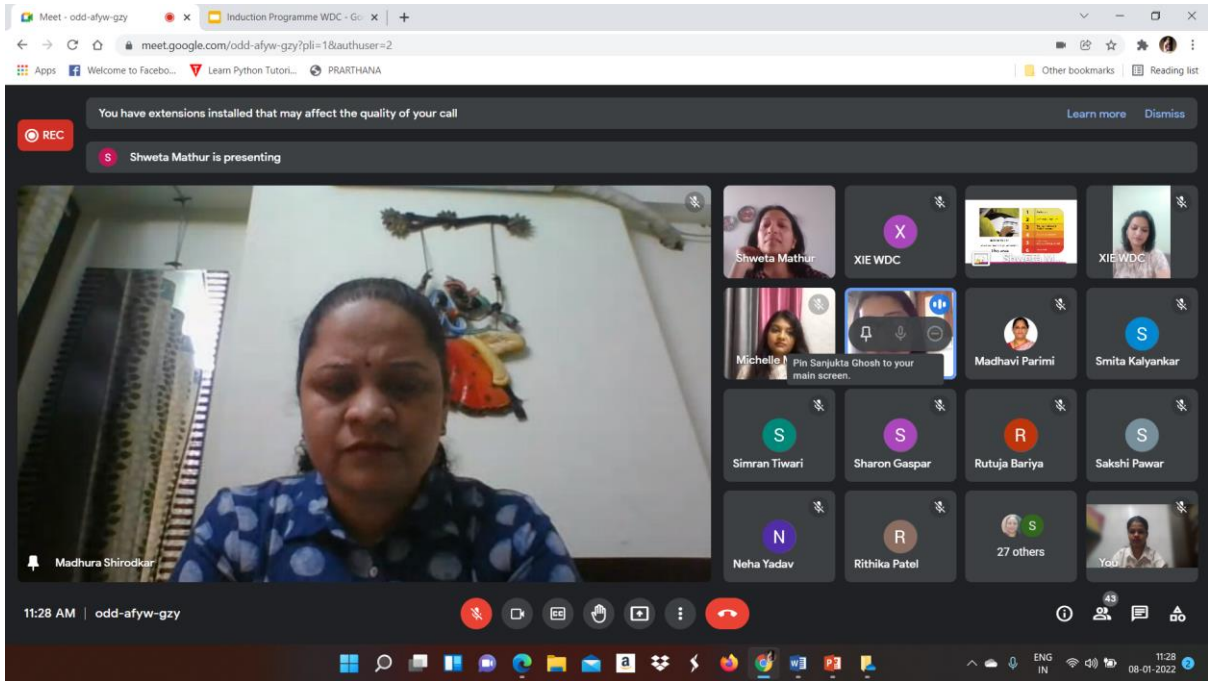 Meet - odd-afyw-gzy
Induction Programme WDC - Go
meet.google.com/odd-afyw-gzy?pli=1&authuser=2
Apps Welcome to Facebo... Learn Python Tutori... PRARTHANA Other bookmarks Reading list
You have extensions installed that may affect the quality of your call Learn more Dismiss
REC
S Shweta Mathur is presenting
Shweta Mathur
X
XIE WDC
XIE WDC
Michelle
Pin Sanjukta Ghosh to your
main screen.
Madhavi Parimi
S
Smita Kalyankar
S
Simran Tiwari
S
Sharon Gaspar
R
Rutuja Bariya
S
Sakshi Pawar
N
Neha Yadav
R
Rithika Patel
S
27 others
You
Madhura Shirodkar
11:28 AM | odd-afyw-gzy
CC
43
a
ENG
IN
11:28
08-01-2022
2